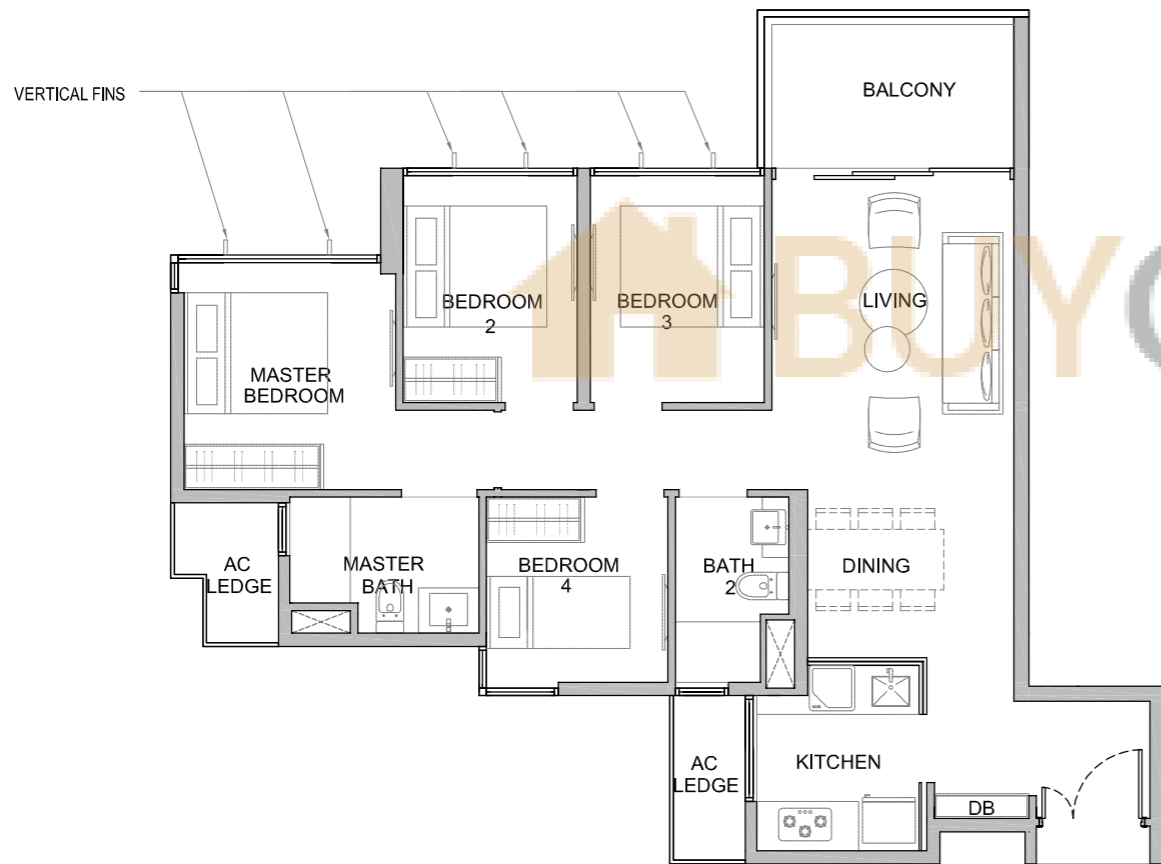 BALCONY
VERTICAL FINS
BEDROOM
2
BEDROOM
3
LIVING
BUY
MASTER
BEDROOM
AC
LEDGE
MASTER
BATH
BEDROOM
4
BATH
2
DINING
AC
LEDGE
KITCHEN
DB